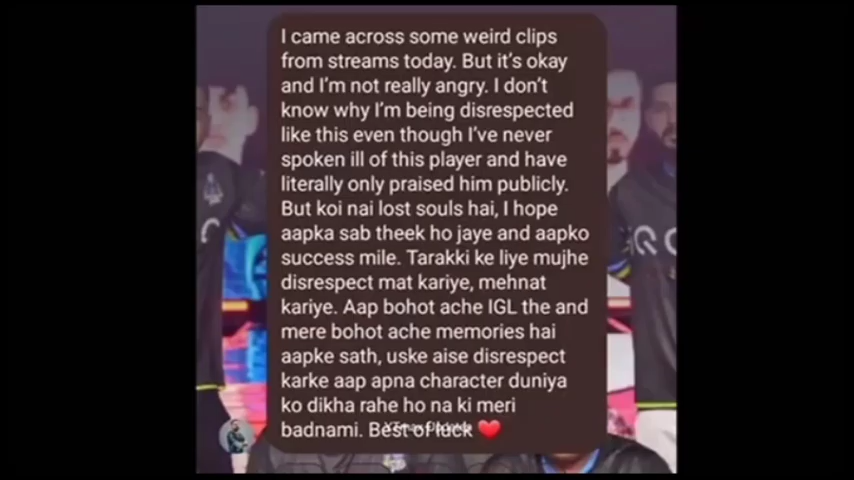 I came across some weird clips
from streams today. But it's okay
and I'm not really angry. I don't
know why I'm being disrespected
like this even though I've never
spoken ill of this player and have
literally only praised him publicly.
But koi nai lost souls hai, I hope
aapka sab theek ho jaye and aapko
success mile. Tarakki ke liye mujhe
disrespect mat kariye, mehnat
kariye. Aap bohot ache IGL the and
mere bohot ache memories hai
aapke sath, uske aise disrespect
karke aap apna character duniya
ko dikha rahe ho na ki meri
badnami. Best of luck ❤️